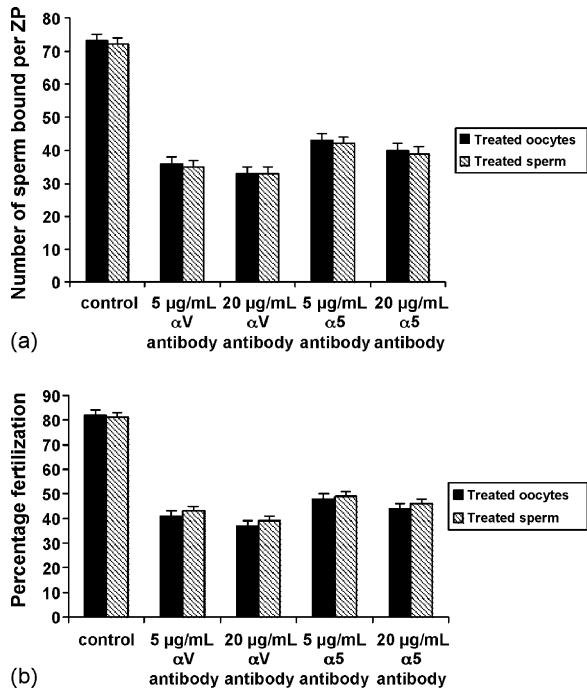 Number of sperm bound per ZP
80
70
60
50
40
30
20
10
0
control
5 µg/mL
αV
antibody
20 µg/mL
αV
antibody
5 µg/mL
α5
antibody
20 µg/mL
α5
antibody
Treated oocytes
Treated sperm
(a)
Percentage fertilization
90
80
70
60
50
40
30
20
10
0
control
5 µg/mL
αV
antibody
20 µg/mL
αV
antibody
5 µg/mL
α5
antibody
20 µg/mL
α5
antibody
Treated oocytes
Treated sperm
(b)